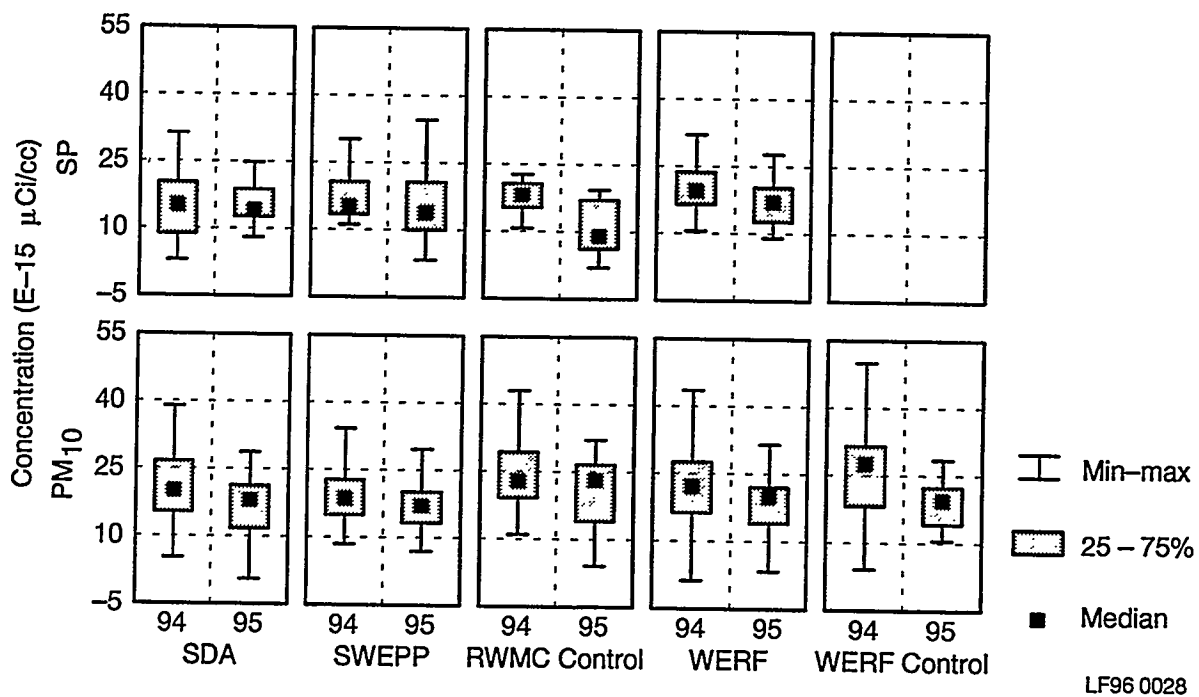 Concentration (E–15 µCi/cc)
SP
55
40
25
10
–5
PM10
55
40
25
10
–5
94 95 94 95 94 95 94 95 94 95
SDA SWEPP RWMC Control WERF WERF Control
Min–max
25 – 75%
Median
LF96 0028